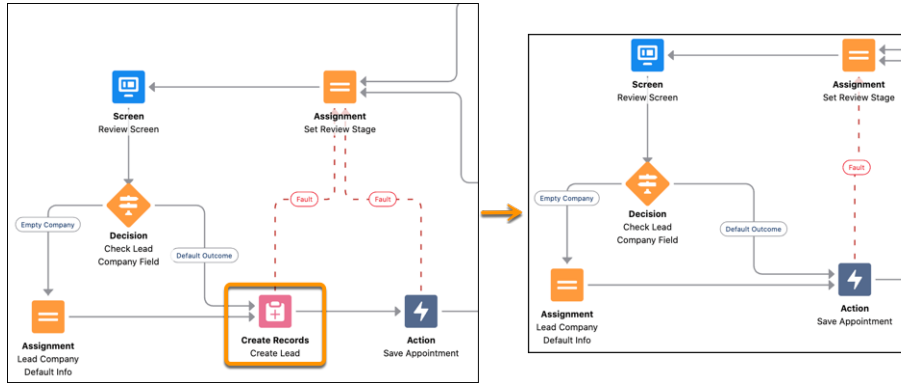 Screen
Review Screen
Assignment
Set Review Stage
Fault
Fault
Empty Company
Decision
Check Lead
Company Field
Default Outcome
Assignment
Lead Company
Default Info
Create Records
Create Lead
Action
Save Appointment
Screen
Review Screen
Assignment
Set Review Stage
Fault
Empty Company
Decision
Check Lead
Company Field
Default Outcome
Assignment
Lead Company
Default Info
Action
Save Appointment